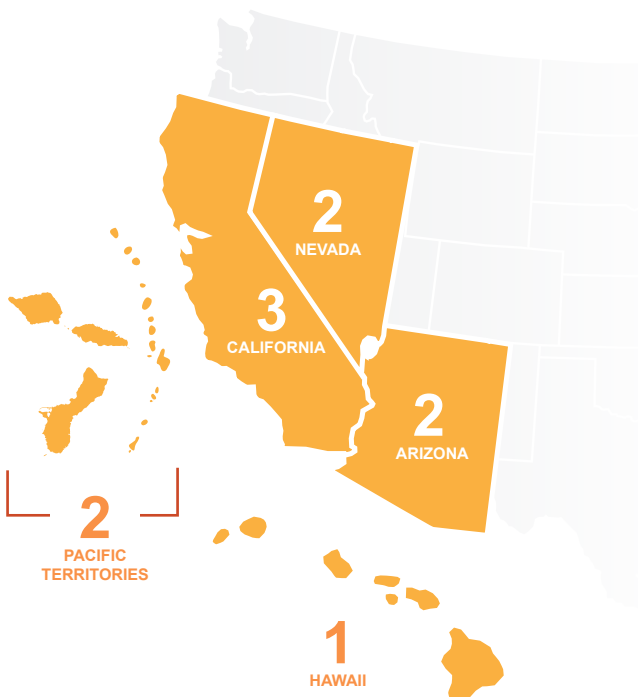 2
NEVADA
3
CALIFORNIA
2
ARIZONA
2
PACIFIC
TERRITORIES
1
HAWAII